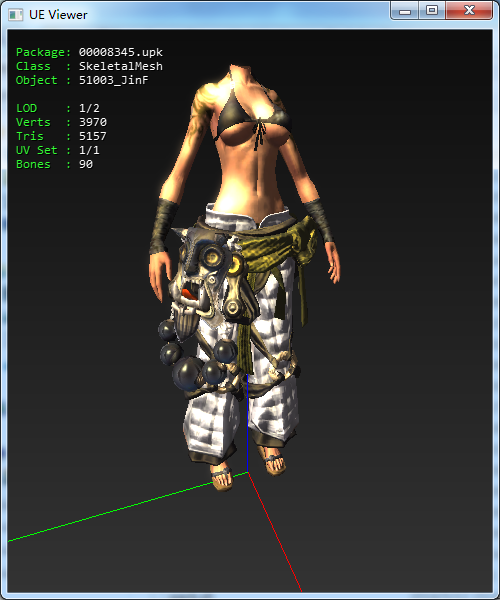 UE Viewer
Package: 00008345.upk
Class  : SkeletalMesh
Object : 51003_JinF
LOD    : 1/2
Verts  : 3970
Tris   : 5157
UV Set : 1/1
Bones  : 90